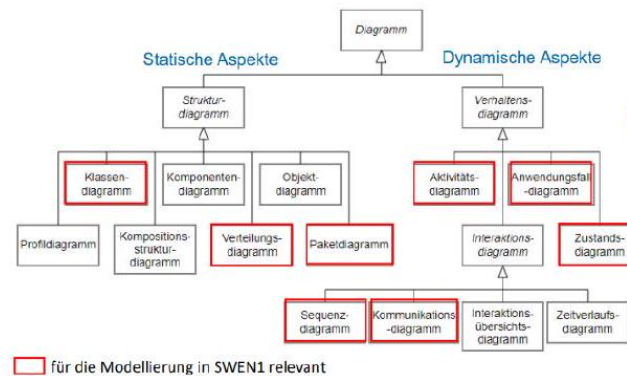 Diagramm
Statische Aspekte
Dynamische Aspekte
Struktur-
diagramm
Verhaltens-
diagramm
Klassen-
diagramm
Komponenten-
diagramm
Objekt-
diagramm
Aktivitäts-
diagramm
Anwendungsfall
-diagramm
Profildiagramm
Kompositions-
struktur-
diagramm
Verteilungs-
diagramm
Paketdiagramm
Interaktions-
diagramm
Zustands-
diagramm
Sequenz-
diagramm
Kommunikations
-diagramm
Interaktions-
übersichts-
diagramm
Zeitverlaufs-
diagramm
für die Modellierung in SWEN1 relevant